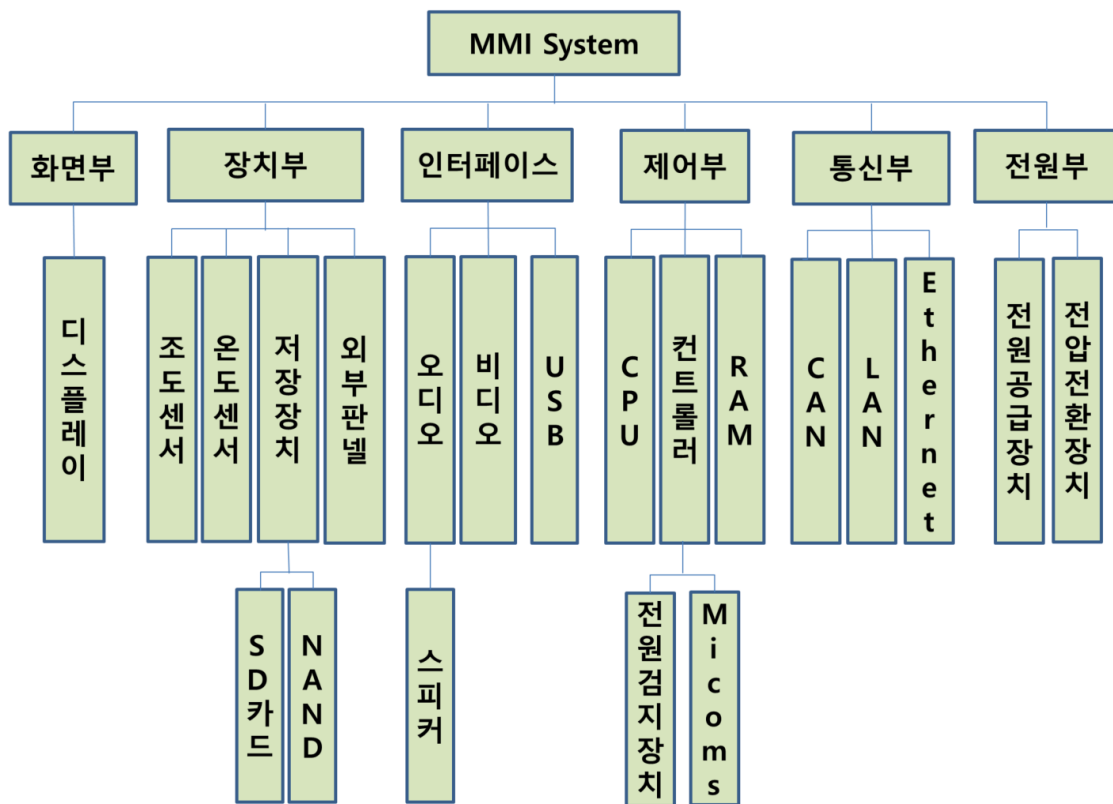 MMI System
화면부
장치부
인터페이스
제어부
통신부
전원부
디스플레이
조도센서
온도센서
저장장치
외부판넬
오디오
비디오
USB
CPU
컨트롤러
RAM
CAN
LAN
Ethernet
전원공급장치
전압전환장치
SD카드
NAND
스피커
전원검지장치
Micoms